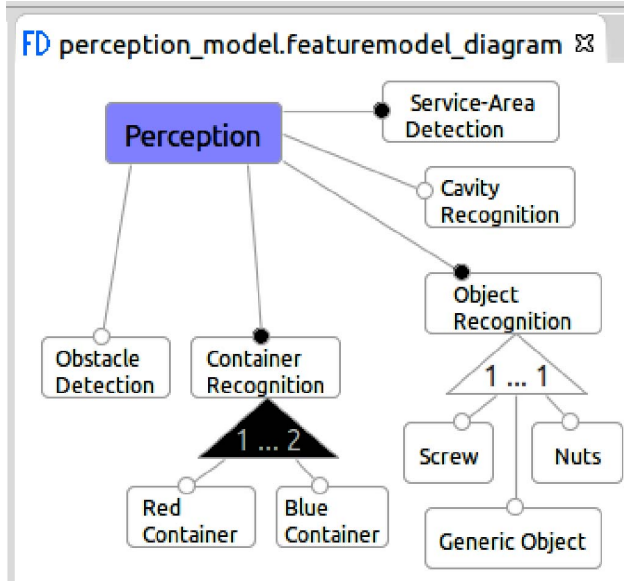 FD perception_model.featuremodel_diagram
Perception
Service-Area
Detection
Cavity
Recognition
Object
Recognition
Obstacle
Detection
Container
Recognition
1 ... 1
1 ... 2
Screw
Nuts
Red
Container
Blue
Container
Generic Object